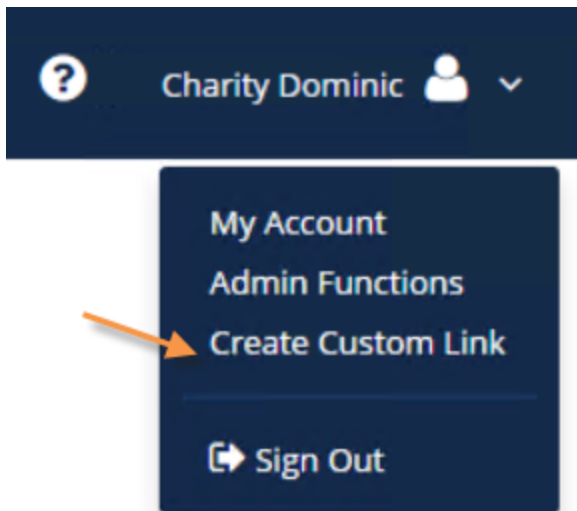 ?
Charity Dominic
My Account
Admin Functions
Create Custom Link
Sign Out